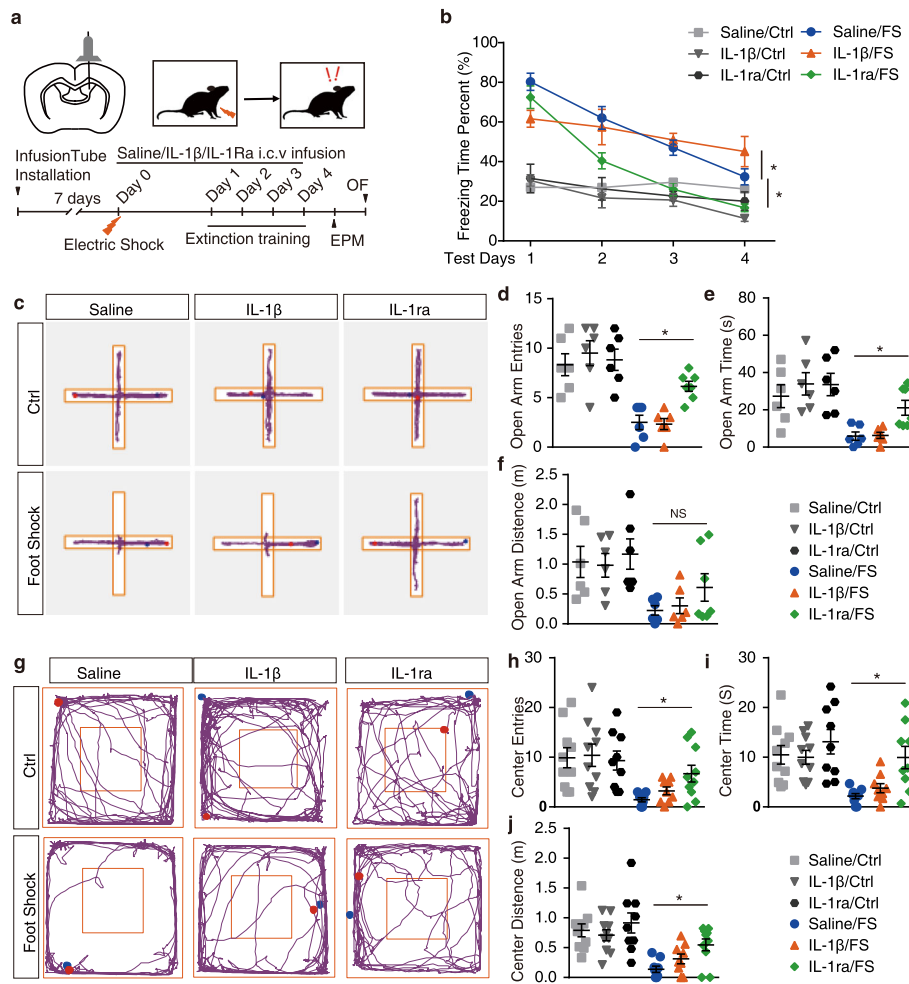 a
InfusionTube
Installation
Saline/IL-1β/IL-1Ra i.c.v infusion
7 days
Day 0
Day 1
Day 2
Day 3
Day 4
OF
Electric Shock
Extinction training
EPM
b
Saline/Ctrl
IL-1β/Ctrl
IL-1ra/Ctrl
Saline/FS
IL-1β/FS
IL-1ra/FS
Freezing Time Percent (%)
100
80
60
40
20
0
*
*
Test Days
1
2
3
4
c
Saline
IL-1β
IL-1ra
Ctrl
Foot Shock
d
Open Arm Entries
15
10
5
0
*
e
Open Arm Time (s)
80
60
40
20
0
*
f
Open Arm Distence (m)
2.5
2.0
1.5
1.0
0.5
0.0
NS
Saline/Ctrl
IL-1β/Ctrl
IL-1ra/Ctrl
Saline/FS
IL-1β/FS
IL-1ra/FS
g
Saline
IL-1β
IL-1ra
Ctrl
Foot Shock
h
Center Entries
30
20
10
0
*
i
Center Time (S)
30
20
10
0
*
j
Center Distence (m)
2.5
2.0
1.5
1.0
0.5
0.0
*
Saline/Ctrl
IL-1β/Ctrl
IL-1ra/Ctrl
Saline/FS
IL-1β/FS
IL-1ra/FS